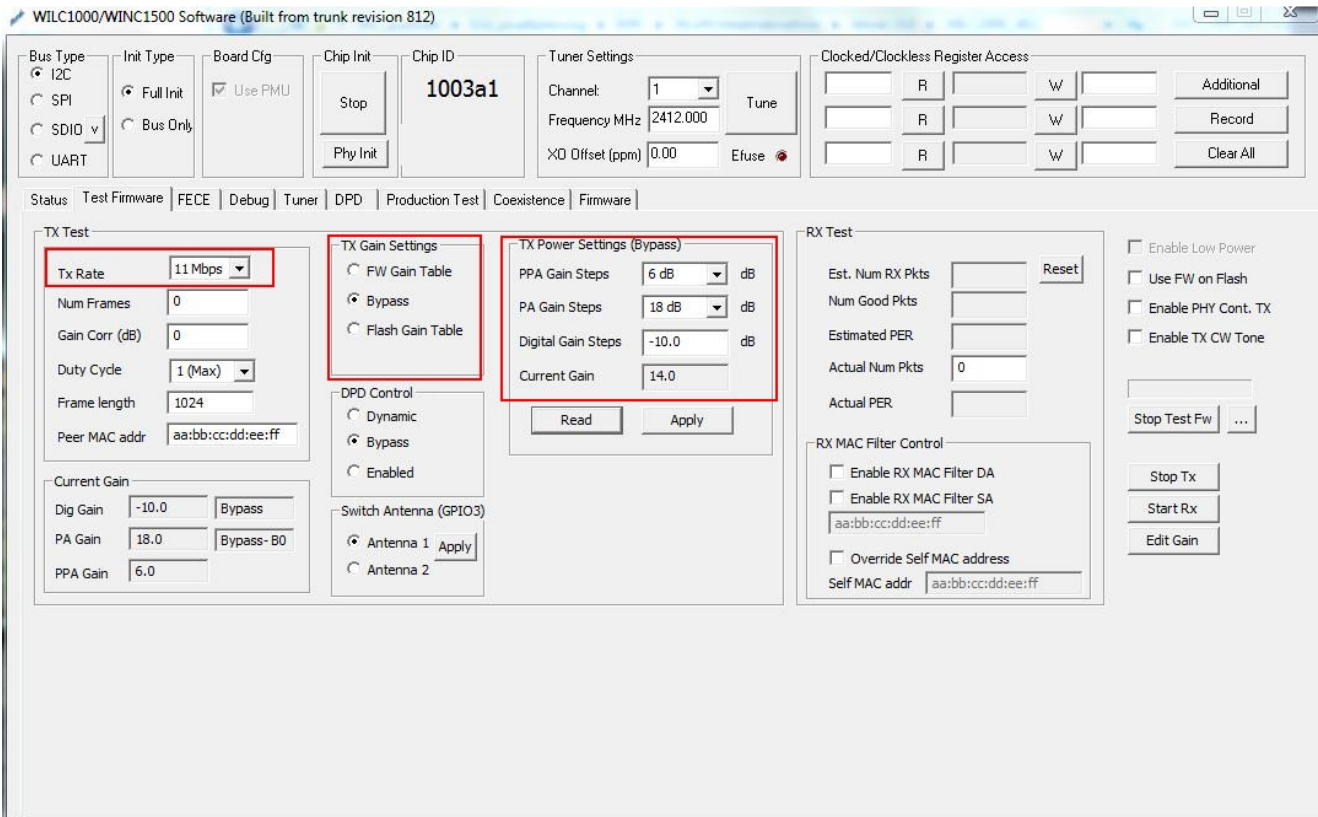 WILC1000/WINC1500 Software (Built from trunk revision 812)
Bus Type
I2C
SPI
SDIO v
UART
Init Type
Full Init
Bus Only
Board Cfg
Use PMU
Chip Init
Stop
Phy Init
Chip ID
1003a1
Tuner Settings
Channel: 1
Frequency MHz 2412.000
Tune
XO Offset (ppm) 0.00 Efuse
Clocked/Clockless Register Access
R W Additional
R W Record
R W Clear All
Status Test Firmware FECE Debug Tuner DPD Production Test Coexistence Firmware
TX Test
Tx Rate 11 Mbps
Num Frames 0
Gain Corr (dB) 0
Duty Cycle 1 (Max)
Frame length 1024
Peer MAC addr aa:bb:cc:dd:ee:ff
Current Gain
Dig Gain -10.0 Bypass
PA Gain 18.0 Bypass- B0
PPA Gain 6.0
TX Gain Settings
FW Gain Table
Bypass
Flash Gain Table
DPD Control
Dynamic
Bypass
Enabled
Switch Antenna (GPIO3)
Antenna 1 Apply
Antenna 2
TX Power Settings (Bypass)
PPA Gain Steps 6 dB dB
PA Gain Steps 18 dB dB
Digital Gain Steps -10.0 dB
Current Gain 14.0
Read Apply
RX Test
Est. Num RX Pkts Reset
Num Good Pkts
Estimated PER
Actual Num Pkts 0
Actual PER
RX MAC Filter Control
Enable RX MAC Filter DA
Enable RX MAC Filter SA
aa:bb:cc:dd:ee:ff
Override Self MAC address
Self MAC addr aa:bb:cc:dd:ee:ff
Enable Low Power
Use FW on Flash
Enable PHY Cont. TX
Enable TX CW Tone
Stop Test Fw ...
Stop Tx
Start Rx
Edit Gain